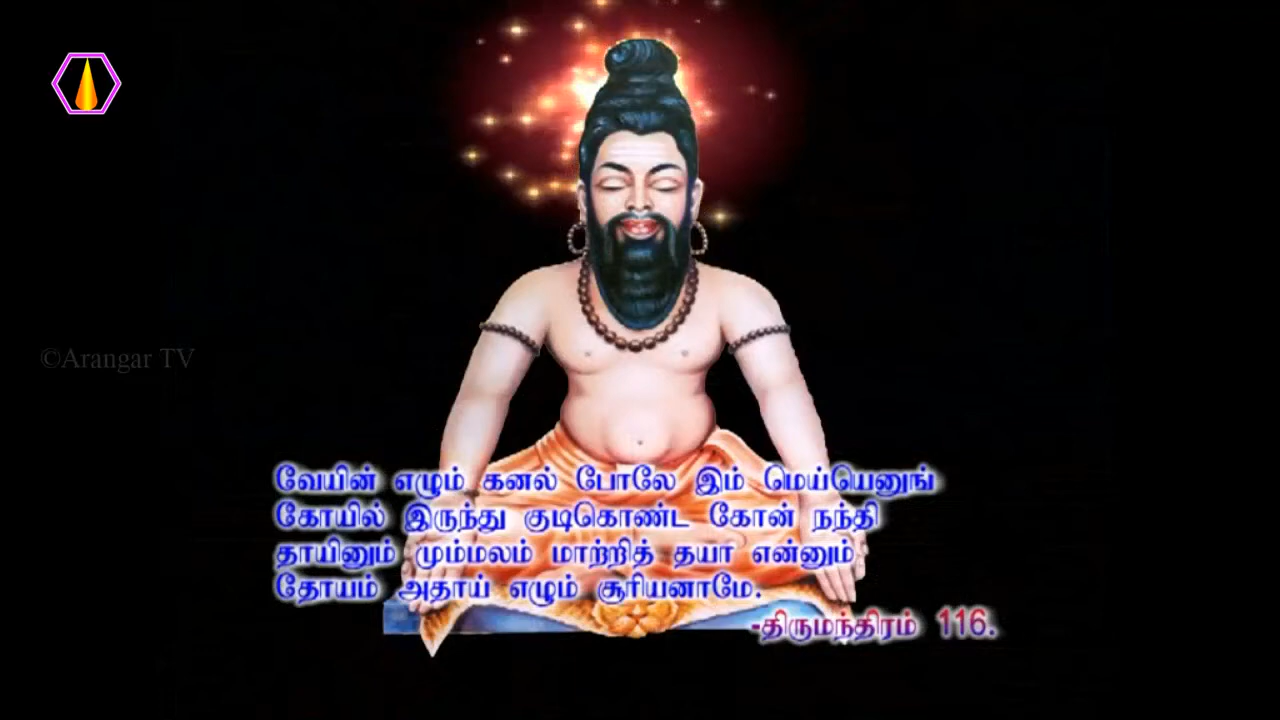 ©Arangar TV
வேயின் எழும் கனல் போலே இம் மெய்யெனுங்
கோயில் இருந்து குடிகொண்ட கோன் நந்தி
தாயினும் மும்மலம் மாற்றித் தயா என்னும்
தோயம் அதாய் எழும் சூரியனாமே.
-திருமந்திரம் 116.